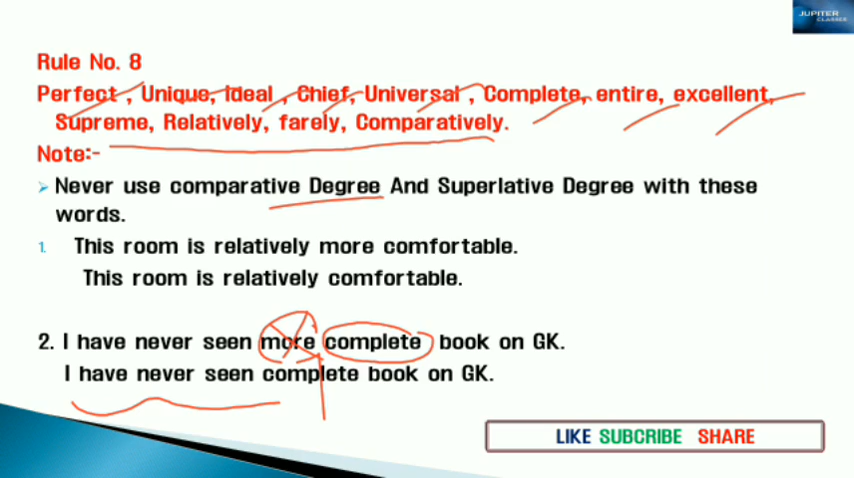 JUPITER
CLASSES
Rule No. 8
Perfect , Unique, ideal , Chief, Universal , Complete, entire, excellent,
Supreme, Relatively, farely, Comparatively.
Note:-
Never use comparative Degree And Superlative Degree with these
words.
1. This room is relatively more comfortable.
This room is relatively comfortable.
2. I have never seen more complete book on GK.
I have never seen complete book on GK.
LIKE SUBCRIBE SHARE